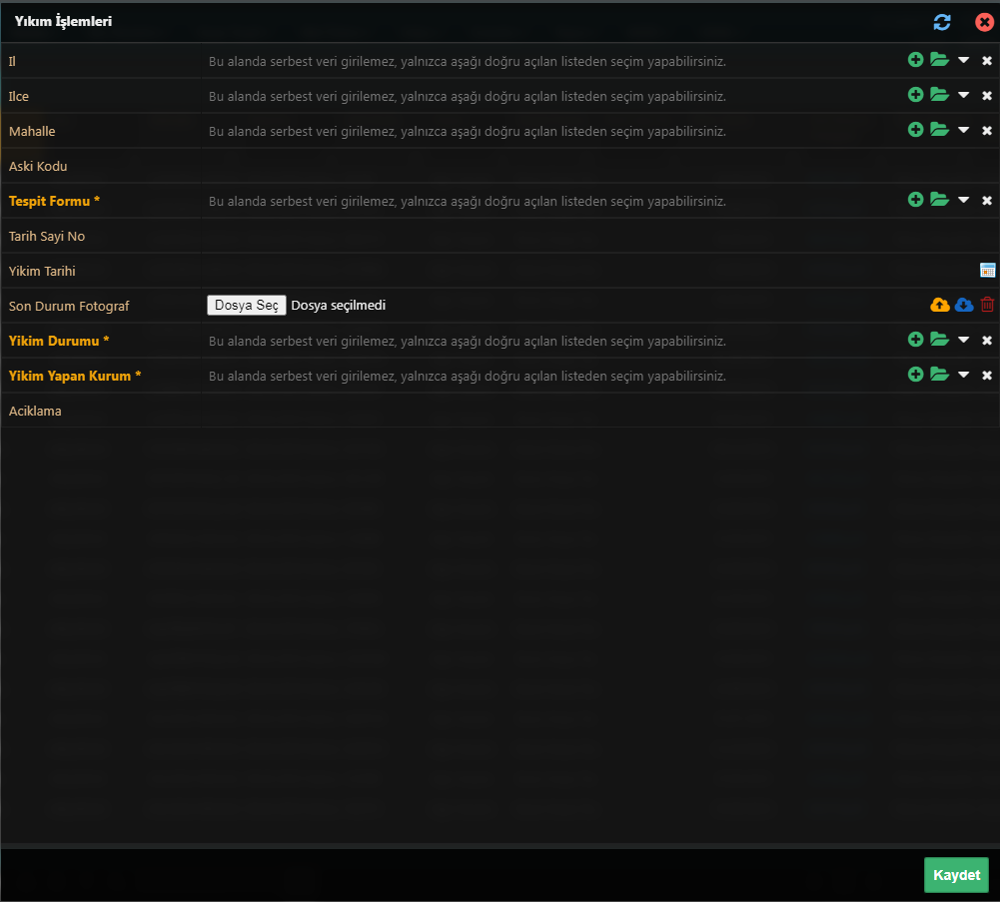 Yıkım İşlemleri
Il Bu alanda serbest veri girilemez, yalnızca aşağı doğru açılan listeden seçim yapabilirsiniz.
Ilce Bu alanda serbest veri girilemez, yalnızca aşağı doğru açılan listeden seçim yapabilirsiniz.
Mahalle Bu alanda serbest veri girilemez, yalnızca aşağı doğru açılan listeden seçim yapabilirsiniz.
Aski Kodu
Tespit Formu * Bu alanda serbest veri girilemez, yalnızca aşağı doğru açılan listeden seçim yapabilirsiniz.
Tarih Sayi No
Yikim Tarihi
Son Durum Fotograf Dosya Seç Dosya seçilmedi
Yikim Durumu * Bu alanda serbest veri girilemez, yalnızca aşağı doğru açılan listeden seçim yapabilirsiniz.
Yikim Yapan Kurum * Bu alanda serbest veri girilemez, yalnızca aşağı doğru açılan listeden seçim yapabilirsiniz.
Aciklama
Kaydet